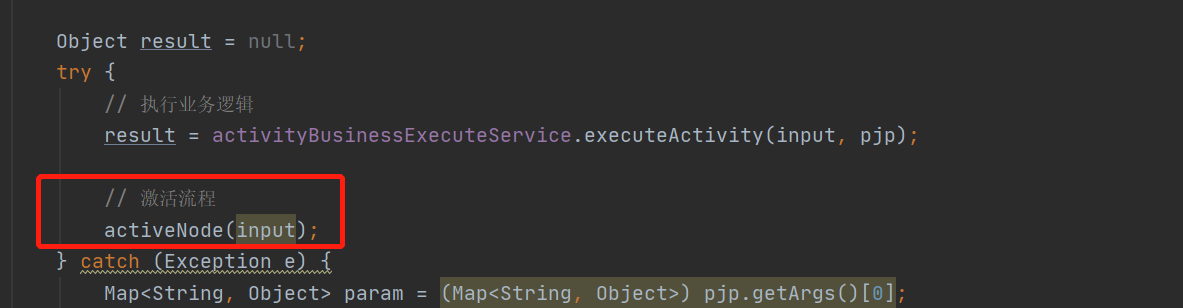 Object result = null;
try {
// 执行业务逻辑
result = activityBusinessExecuteService.executeActivity(input, pjp);
// 激活流程
activeNode(input);
} catch (Exception e) {
Map<String, Object> param = (Map<String, Object>) pjp.getArgs()[0];